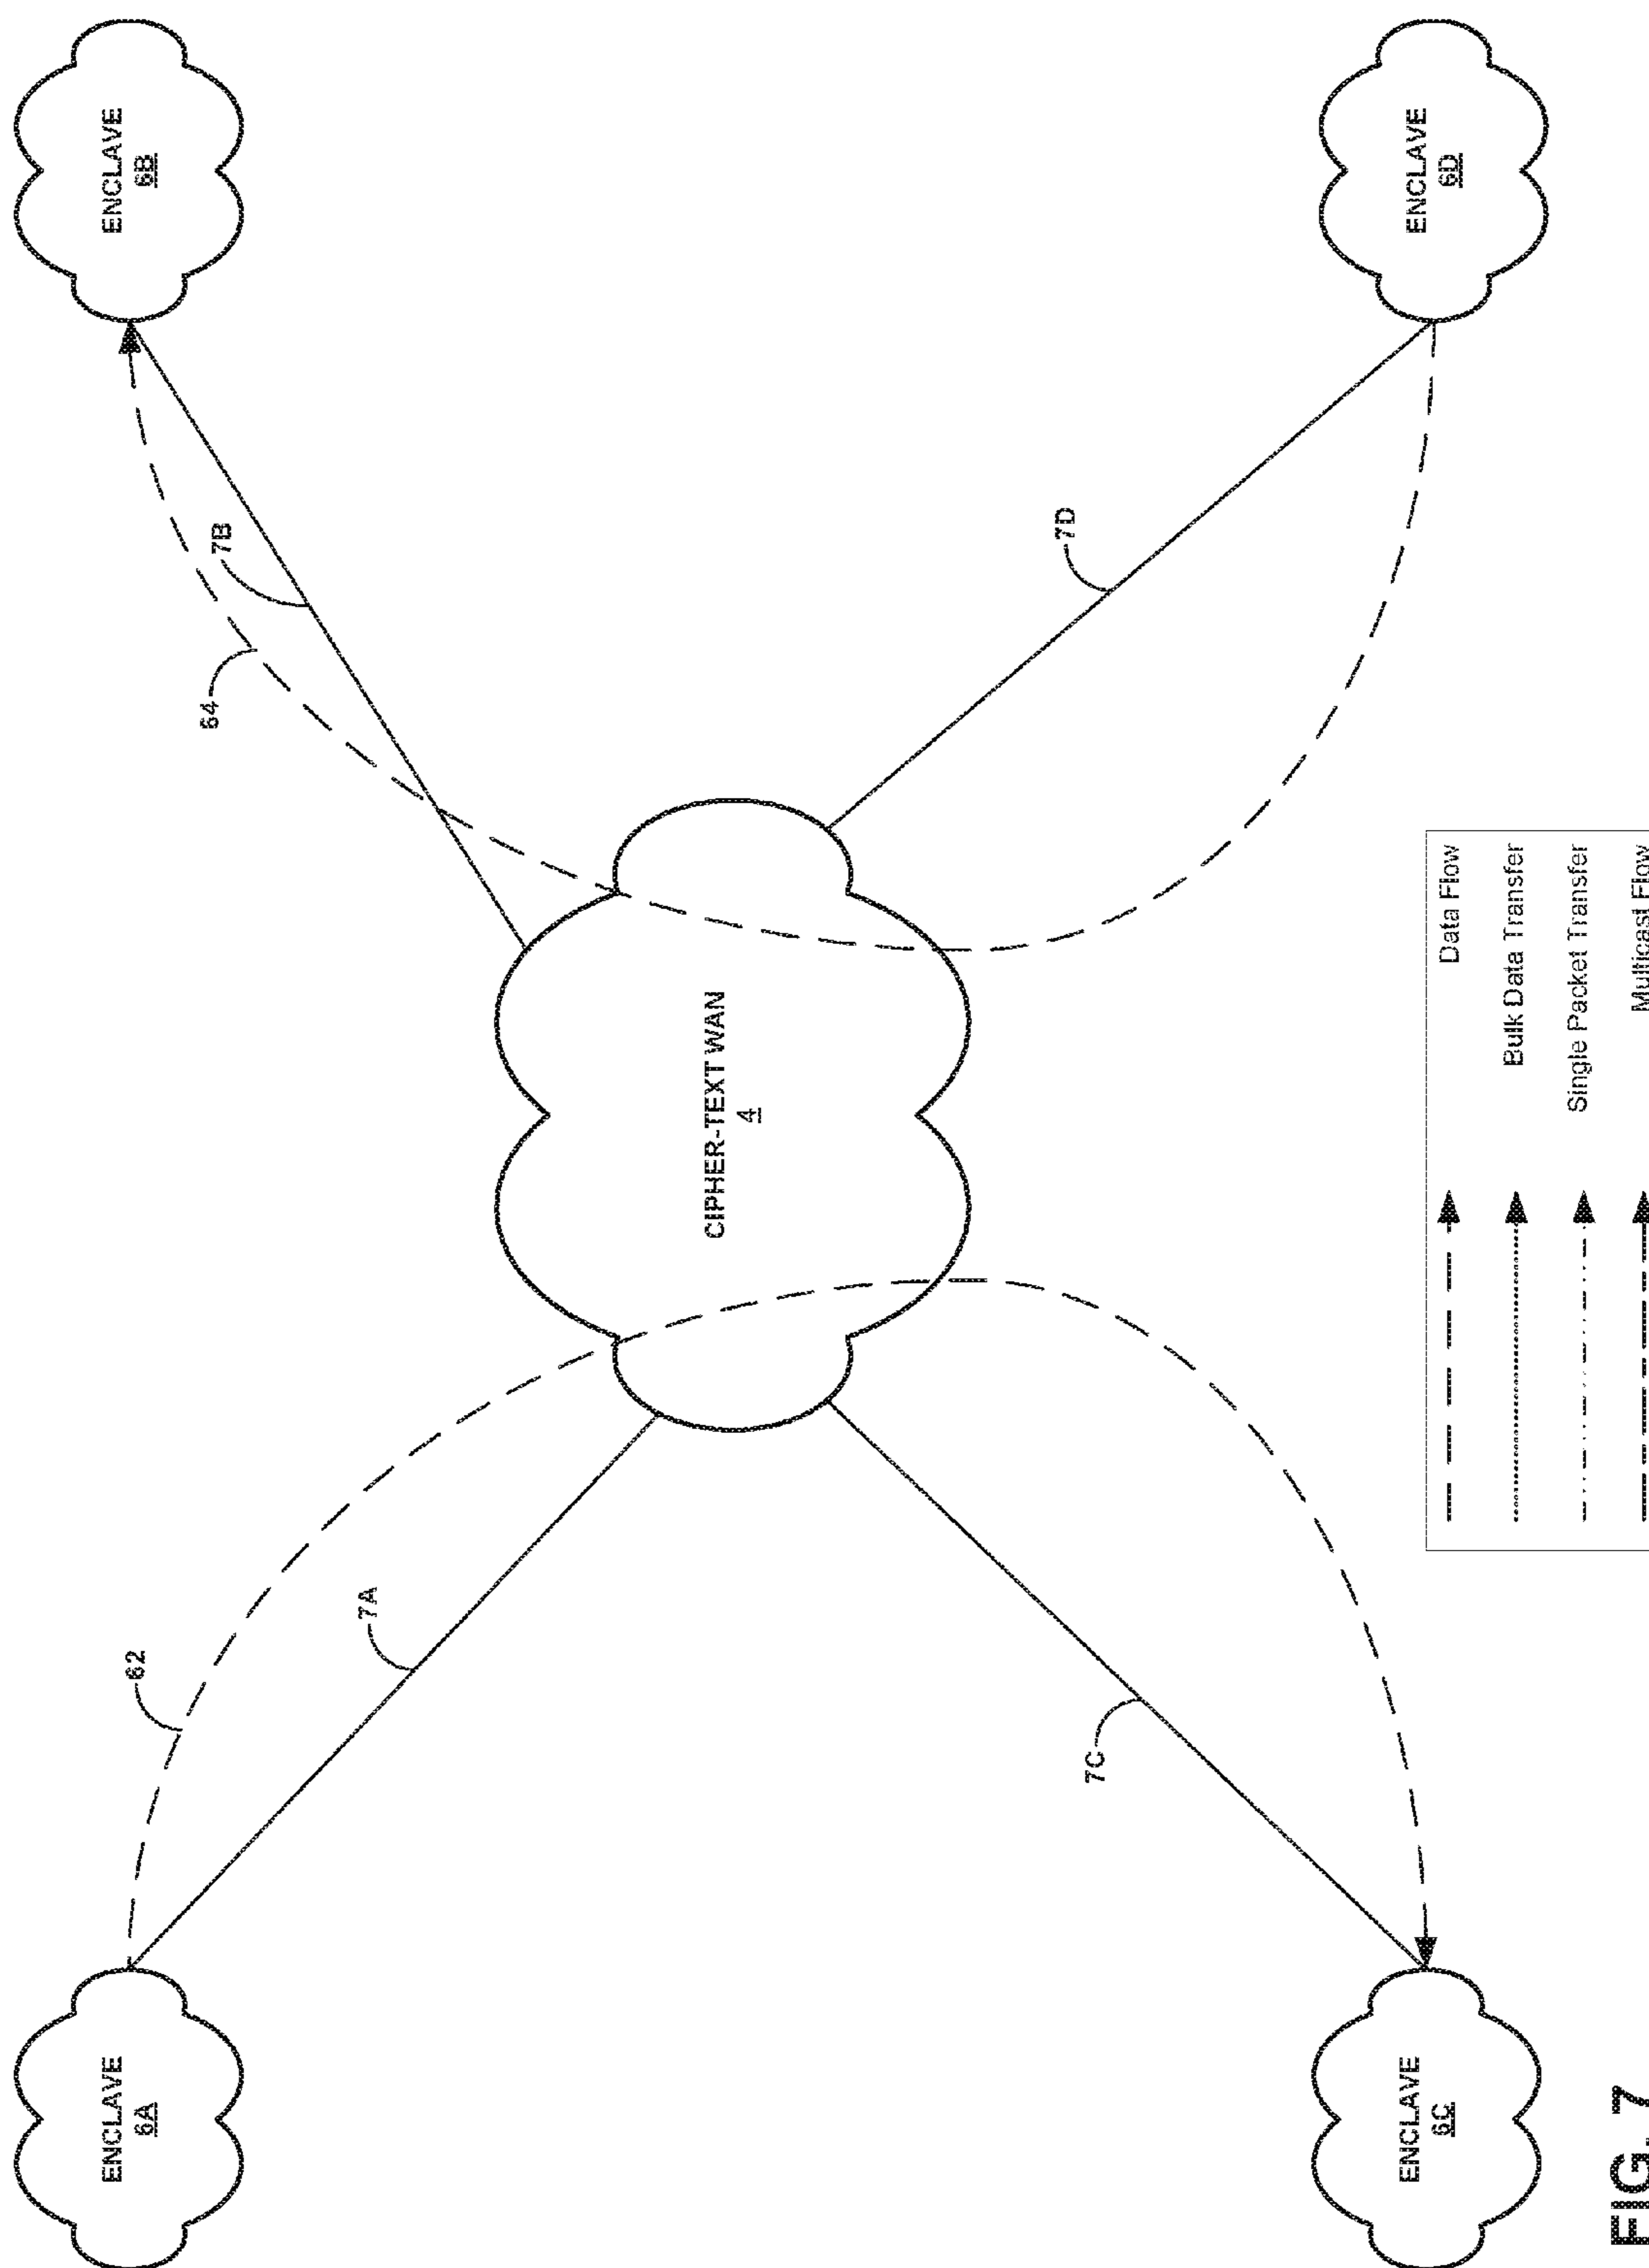 ENCLAVE
6A
ENCLAVE
6B
62
7A
64
7B
CIPHER-TEXT WAN
4
7C
7D
ENCLAVE
6C
ENCLAVE
6D
Data Flow
Bulk Data Transfer
Single Packet Transfer
Multicast Flow
FIG. 7